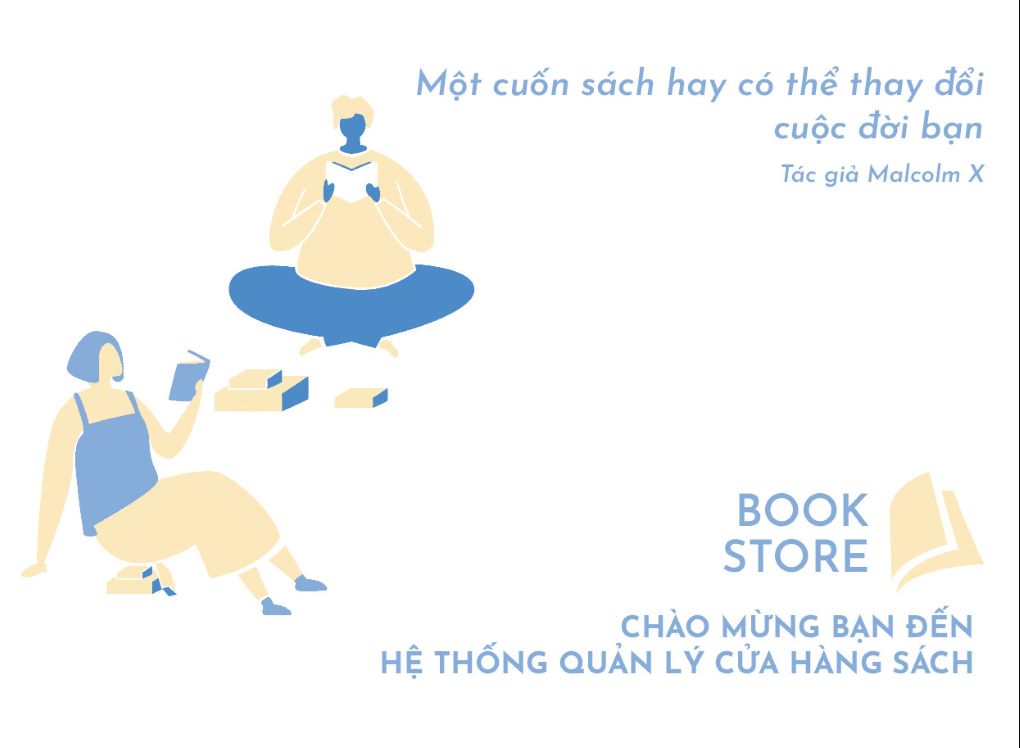 Một cuốn sách hay có thể thay đổi
cuộc đời bạn
Tác giả Malcolm X
BOOK
STORE
CHÀO MỪNG BẠN ĐẾN
HỆ THỐNG QUẢN LÝ CỬA HÀNG SÁCH